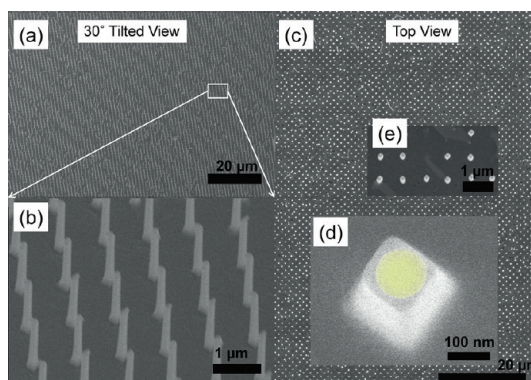 (a)
30° Tilted View
20 µm
(b)
1 µm
(c)
Top View
(e)
1 µm
(d)
100 nm
20 µm